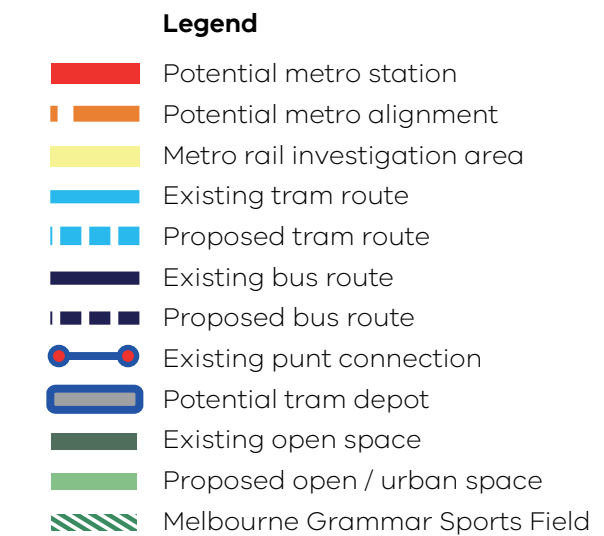 Legend
Potential metro station
Potential metro alignment
Metro rail investigation area
Existing tram route
Proposed tram route
Existing bus route
Proposed bus route
Existing punt connection
Potential tram depot
Existing open space
Proposed open / urban space
Melbourne Grammar Sports Field